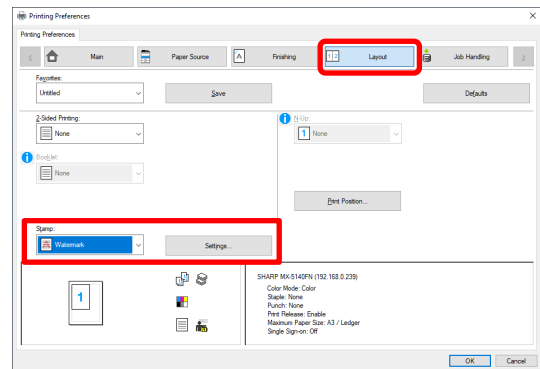 Printing Preferences
Printing Preferences
Main
Paper Source
Finishing
Layout
Job Handling
Favorites:
Untitled
Save
Defaults
2-Sided Printing:
None
N-Up:
1 None
Booklet:
None
Print Position...
Stamp:
Watermark
Settings...
1
SHARP MX-5140FN (192.168.0.239)
Color Mode: Color
Staple: None
Punch: None
Print Release: Enable
Maximum Paper Size: A3 / Ledger
Single Sign-on: Off
OK
Cancel